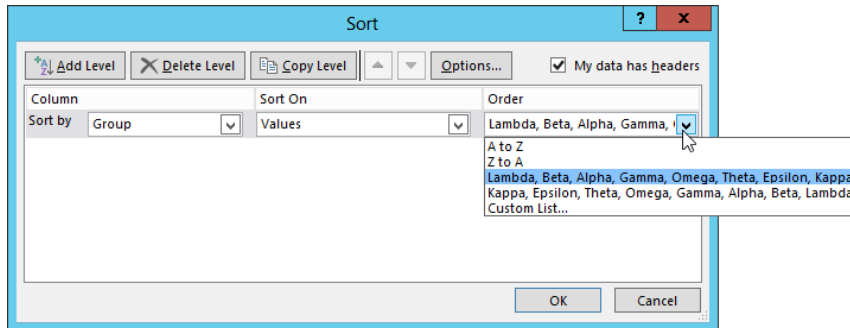 Sort
? x
Add Level Delete Level Copy Level Options... My data has headers
Column Sort On Order
Sort by Group Values Lambda, Beta, Alpha, Gamma,
A to Z
Z to A
Lambda, Beta, Alpha, Gamma, Omega, Theta, Epsilon, Kappa
Kappa, Epsilon, Theta, Omega, Gamma, Alpha, Beta, Lambda
Custom List...
OK Cancel